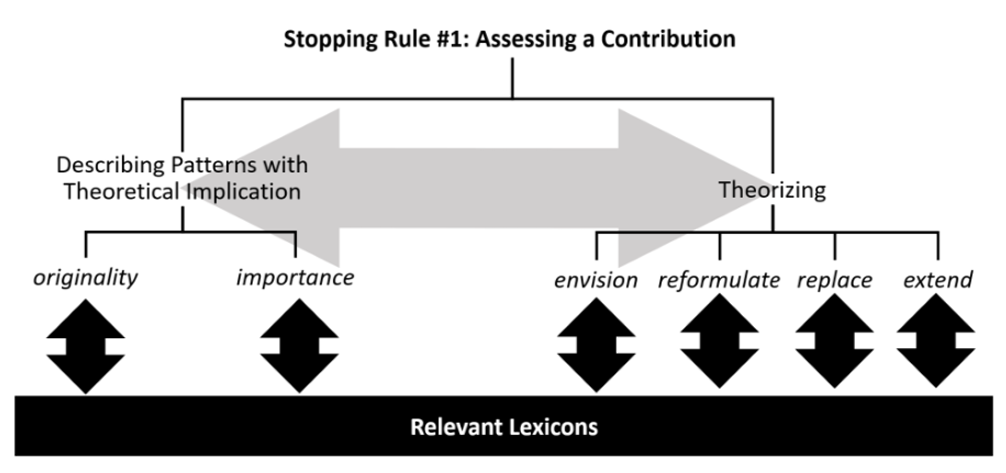 Stopping Rule #1: Assessing a Contribution
Describing Patterns with
Theoretical Implication
Theorizing
originality
importance
envision
reformulate
replace
extend
Relevant Lexicons